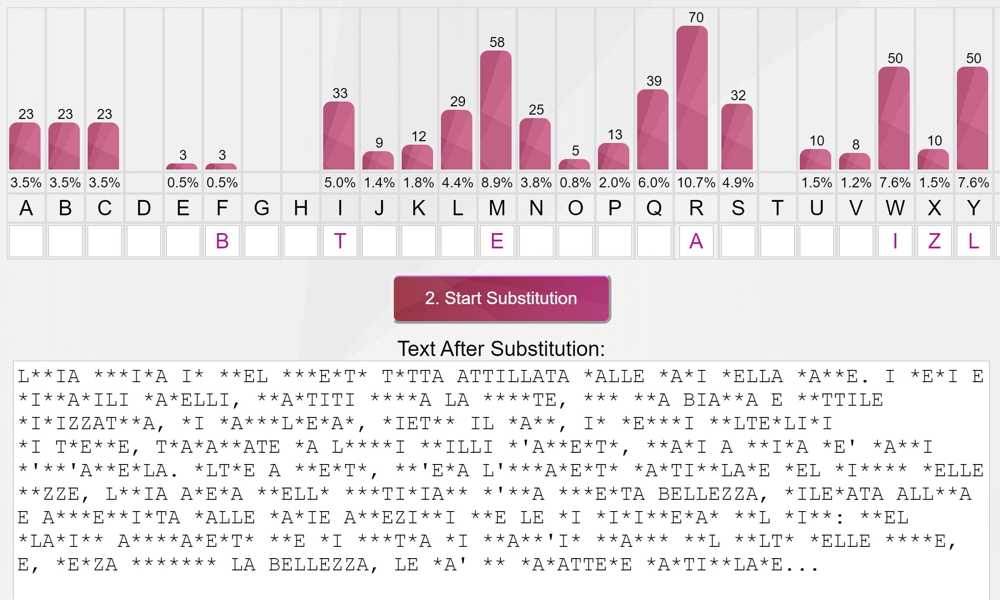 70
58
50 50
39
33 32
29
25
23 23 23
13
12
10 10
9
8
5
3 3
3.5% 3.5% 3.5% 0.5% 0.5% 5.0% 1.4% 1.8% 4.4% 8.9% 3.8% 0.8% 2.0% 6.0% 10.7% 4.9% 1.5% 1.2% 7.6% 1.5% 7.6%
A B C D E F G H I J K L M N O P Q R S T U V W X Y
B T E A I Z L
2. Start Substitution
Text After Substitution:
L**IA ***I*A I* **EL ***E*T* T*TTA ATTILLATA *ALLE *A*I *ELLA *A**E. I *E*I E
*I**A*ILI *A*ELLI, **A*TITI ****A LA ****TE, *** **A BIA**A E **TTILE
*I*IZZAT**A, *I *A***L*E*A*, *IET** IL *A**, I* *E***I **LTE*LI*I
*I T*E**E, T*A*A**ATE *A L****I **ILLI *'A**E*T*, **A*I A **I*A *E' *A**I
*'**'A**E*LA. *LT*E A **E*T*, **'E*A L'***A*E*T* *A*TI**LA*E *EL *I**** *ELLE
**ZZE, L**IA A*E*A **ELL* ***TI*IA** *'**A ***E*TA BELLEZZA, *ILE*ATA ALL**A
E A***E**I*TA *ALLE *A*IE A**EZI**I **E LE *I *I*I**E*A* **L *I**: **EL
*LA*I** A****A*E*T* **E *I ***T*A *I **A**'I* **A*** **L **LT* *ELLE ****E,
E, *E*ZA ******* LA BELLEZZA, LE *A' ** *A*ATTE*E *A*TI**LA*E...